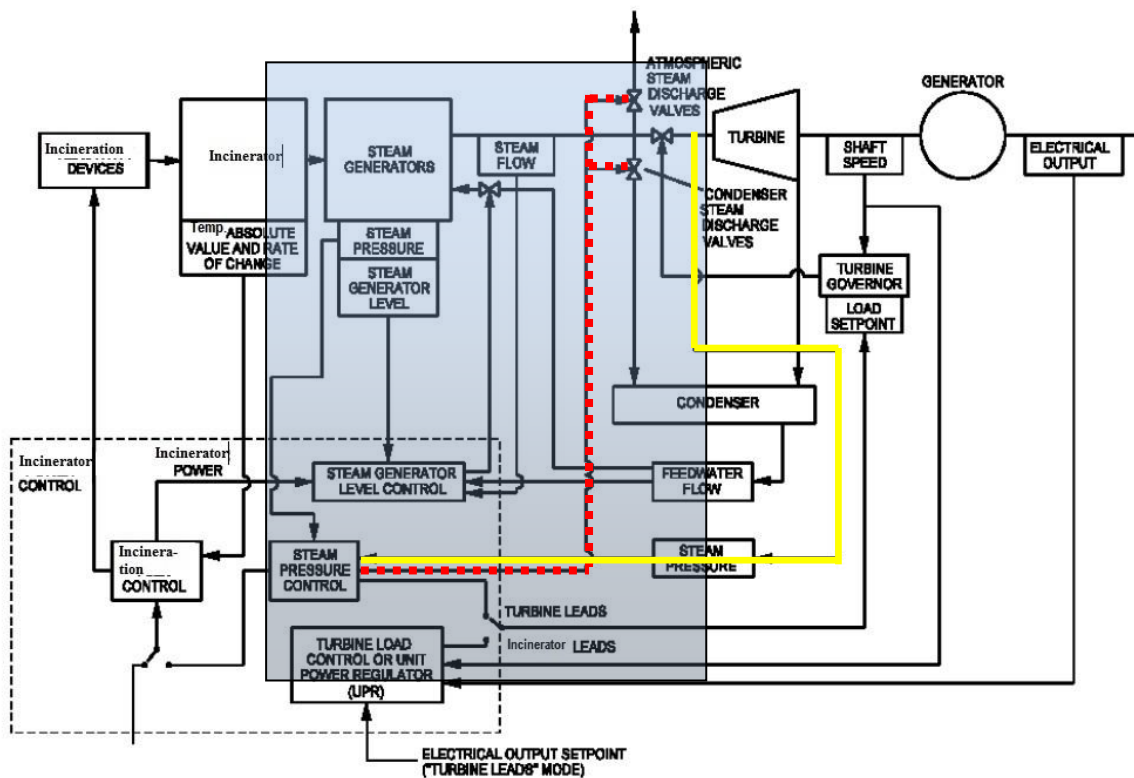 ATMOSPHERIC
STEAM
DISCHARGE
VALVES
GENERATOR
Incineration
DEVICES
Incinerator
STEAM
GENERATORS
STEAM
FLOW
TURBINE
SHAFT
SPEED
ELECTRICAL
OUTPUT
CONDENSER
STEAM
DISCHARGE
VALVES
Temp. ABSOLUTE
VALUE AND RATE
OF CHANGE
STEAM
PRESSURE
STEAM
GENERATOR
LEVEL
TURBINE
GOVERNOR
LOAD
SETPOINT
CONDENSER
Incinerator
CONTROL
Incinerator
POWER
STEAM GENERATOR
LEVEL CONTROL
FEEDWATER
FLOW
Incinera-
tion
CONTROL
STEAM
PRESSURE
CONTROL
STEAM
PRESSURE
TURBINE LEADS
Incinerator LEADS
TURBINE LOAD
CONTROL OR UNIT
POWER REGULATOR
(UPR)
ELECTRICAL OUTPUT SETPOINT
("TURBINE LEADS" MODE)